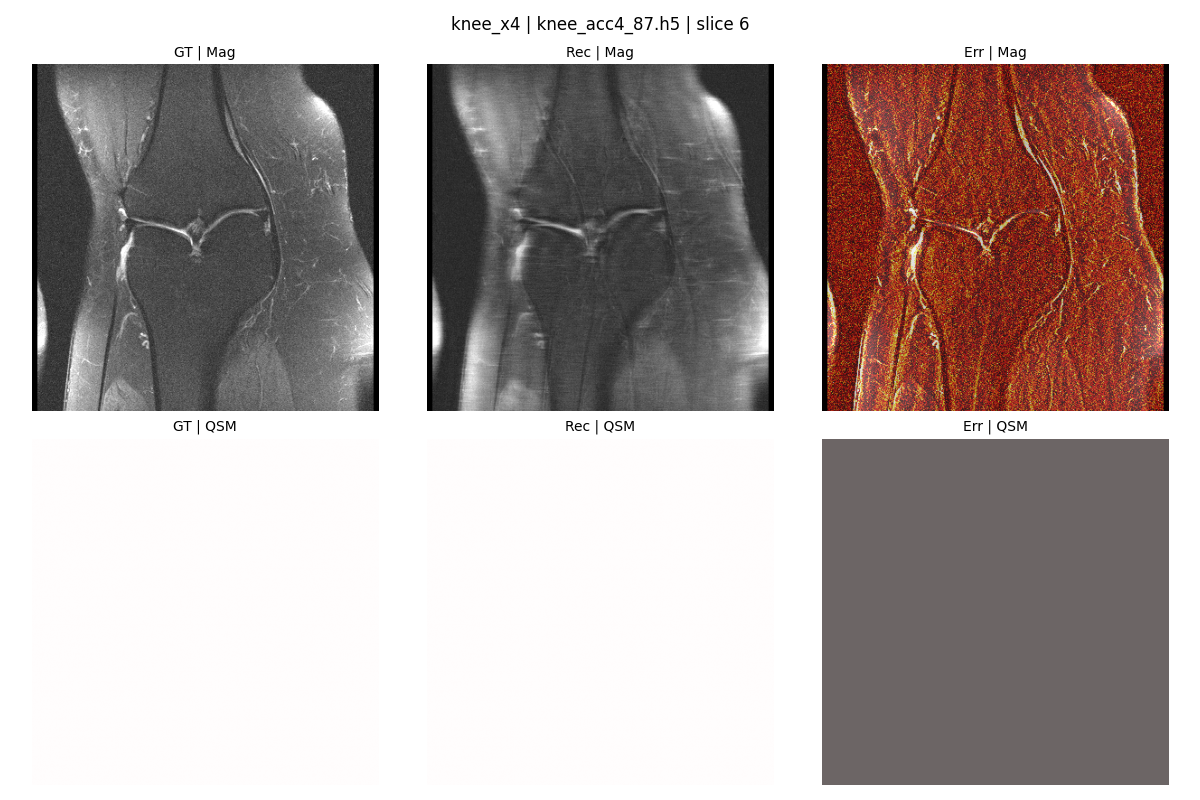 knee_x4 | knee_acc4_87.h5 | slice 6
GT | Mag
Rec | Mag
Err | Mag
GT | QSM
Rec | QSM
Err | QSM